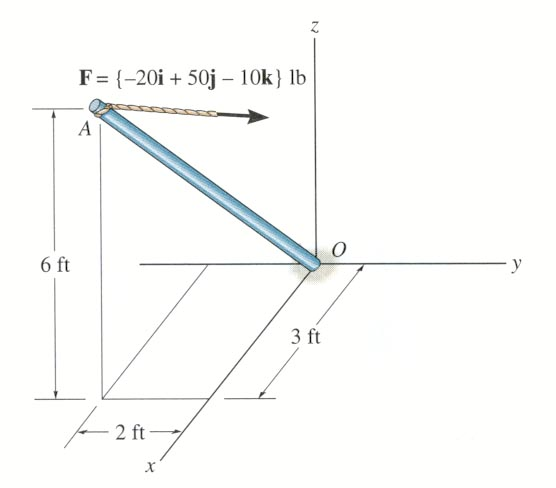 z
F = {−20i + 50j − 10k} lb
A
O
6 ft
y
3 ft
2 ft
x